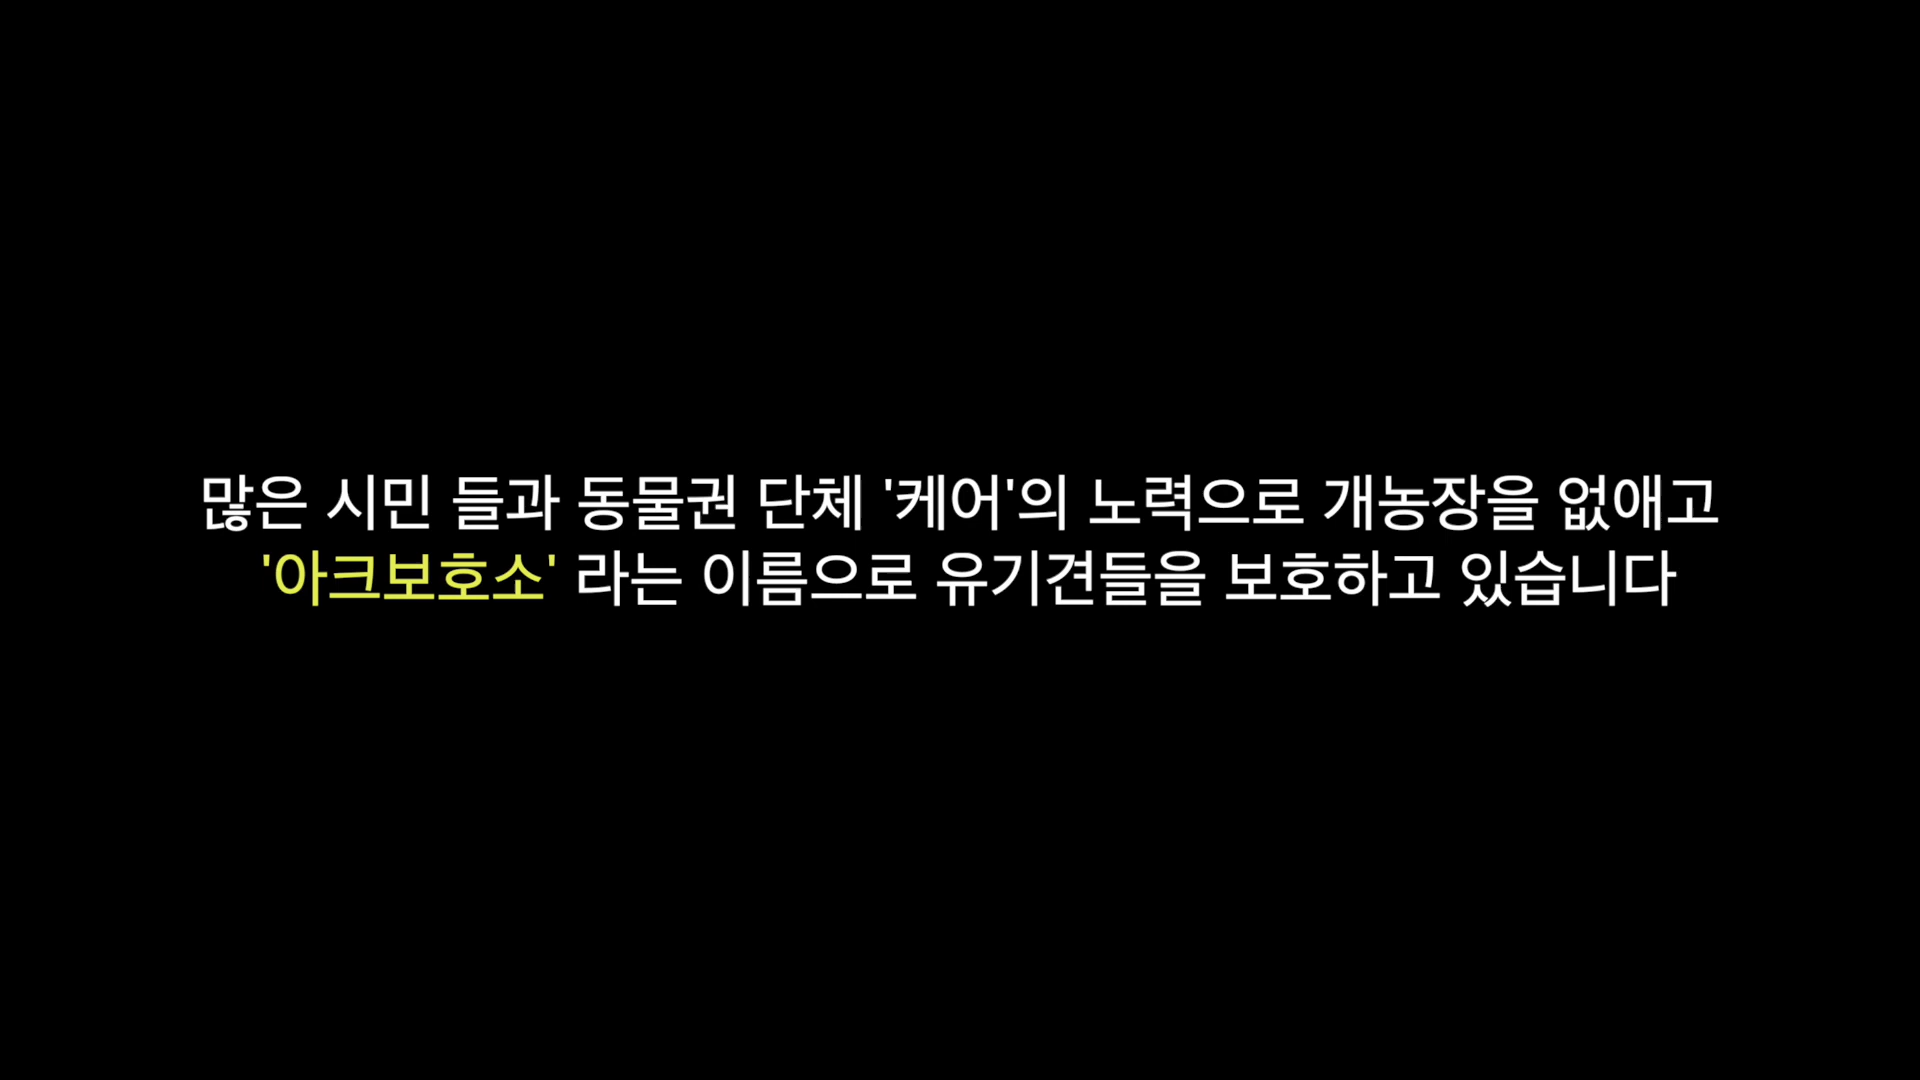 많은 시민 들과 동물권 단체 '케어'의 노력으로 개농장을 없애고
'아크보호소' 라는 이름으로 유기견들을 보호하고 있습니다